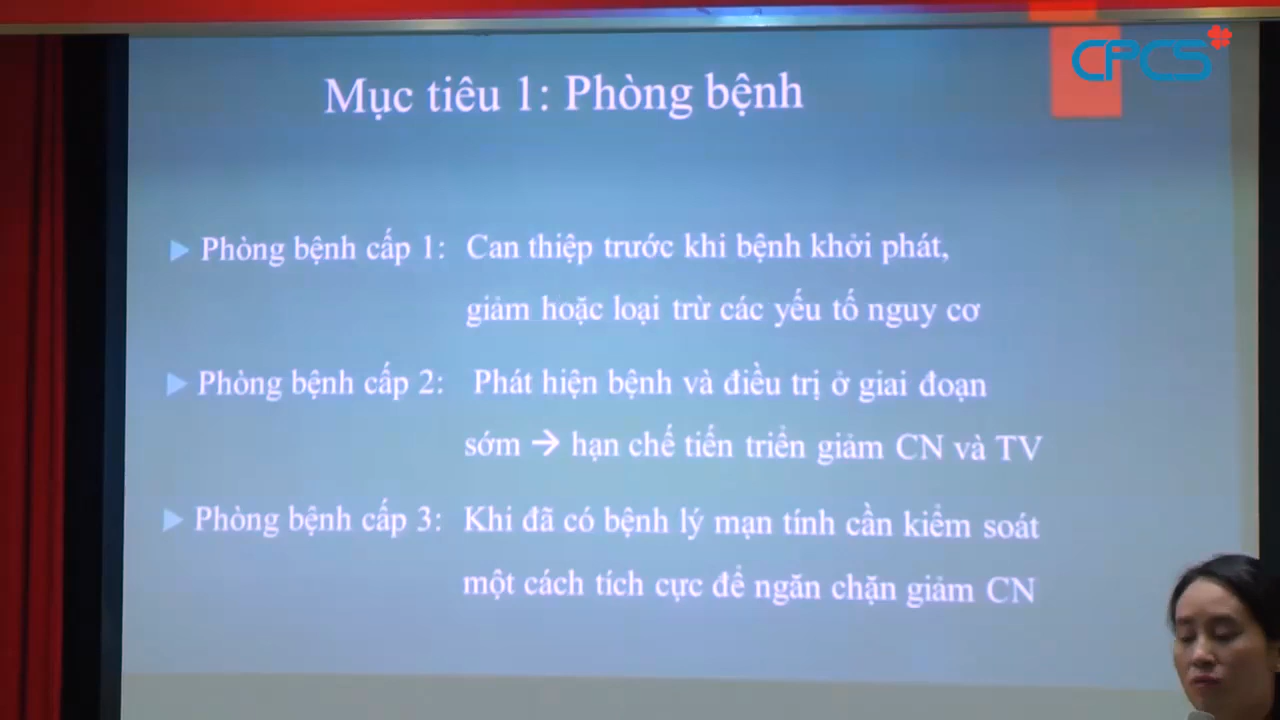 CPCS
Mục tiêu 1: Phòng bệnh
Phòng bệnh cấp 1: Can thiệp trước khi bệnh khởi phát,
giảm hoặc loại trừ các yếu tố nguy cơ
Phòng bệnh cấp 2: Phát hiện bệnh và điều trị ở giai đoạn
sớm → hạn chế tiến triển giảm CN và TV
Phòng bệnh cấp 3: Khi đã có bệnh lý mạn tính cần kiểm soát
một cách tích cực để ngăn chặn giảm CN